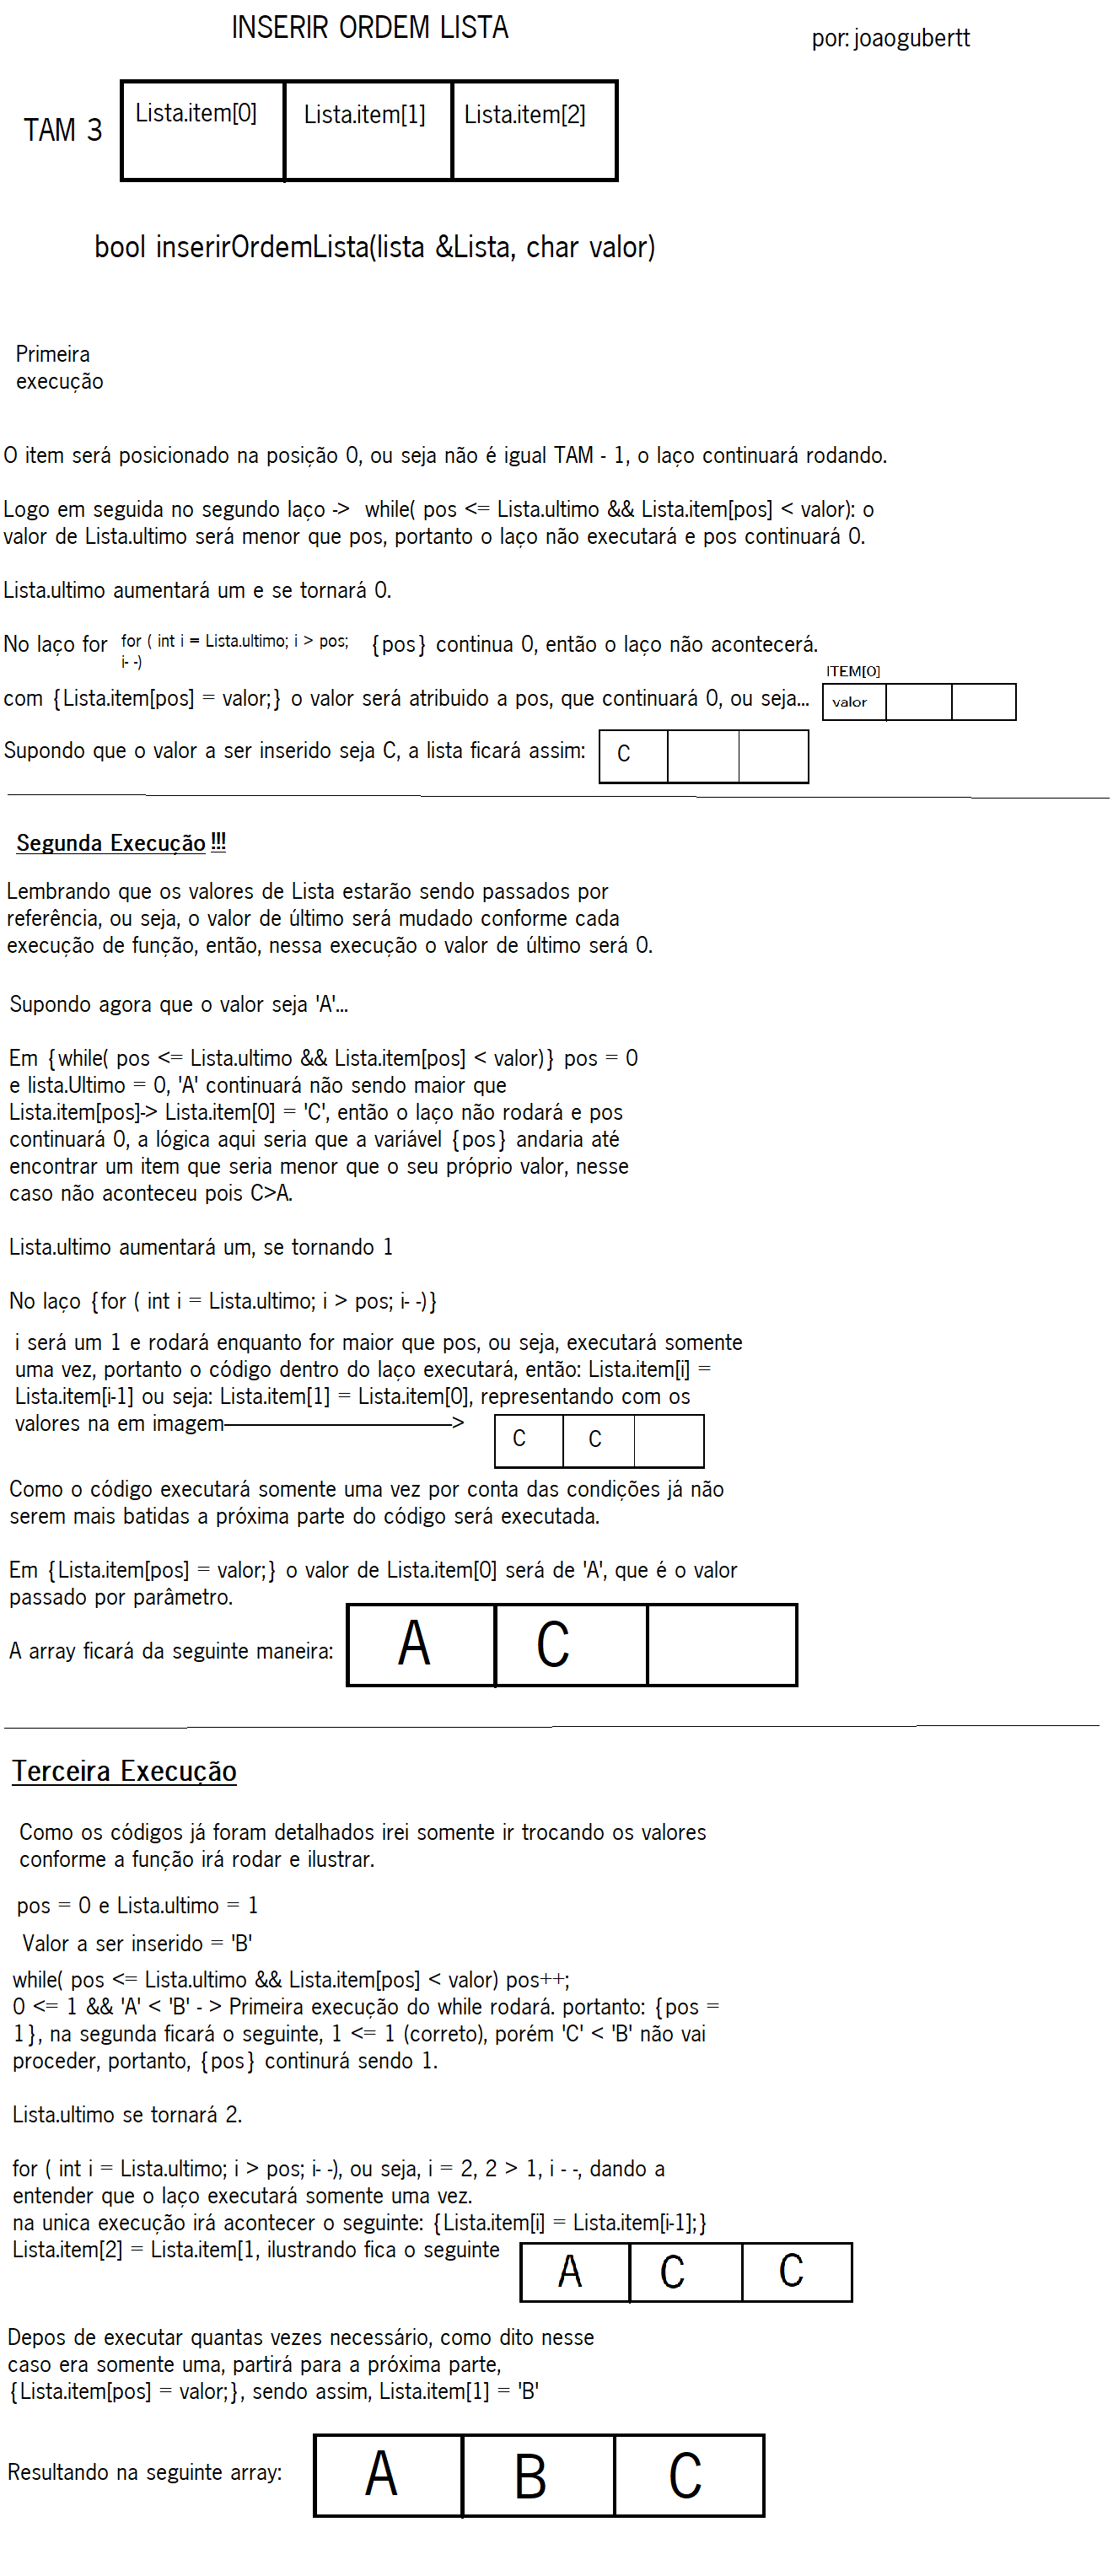 INSERIR ORDEM LISTA
por: joaogubertt
TAM 3
Lista.item[0] Lista.item[1] Lista.item[2]
bool inserirOrdemLista(lista &Lista, char valor)
Primeira
execução
O item será posicionado na posição 0, ou seja não é igual TAM - 1, o laço continuará rodando.
Logo em seguida no segundo laço -> while( pos <= Lista.ultimo && Lista.item[pos] < valor): o
valor de Lista.ultimo será menor que pos, portanto o laço não executará e pos continuará 0.
Lista.ultimo aumentará um e se tornará 0.
No laço for for ( int i = Lista.ultimo; i > pos; {pos} continua 0, então o laço não acontecerá.
i- -)
ITEM[0]
com {Lista.item[pos] = valor;} o valor será atribuido a pos, que continuará 0, ou seja... valor
Supondo que o valor a ser inserido seja C, a lista ficará assim: C
Segunda Execução !!!
Lembrando que os valores de Lista estarão sendo passados por
referência, ou seja, o valor de último será mudado conforme cada
execução de função, então, nessa execução o valor de último será 0.
Supondo agora que o valor seja 'A'...
Em {while( pos <= Lista.ultimo && Lista.item[pos] < valor)} pos = 0
e lista.Ultimo = 0, 'A' continuará não sendo maior que
Lista.item[pos]-> Lista.item[0] = 'C', então o laço não rodará e pos
continuará 0, a lógica aqui seria que a variável {pos} andaria até
encontrar um item que seria menor que o seu próprio valor, nesse
caso não aconteceu pois C>A.
Lista.ultimo aumentará um, se tornando 1
No laço {for ( int i = Lista.ultimo; i > pos; i- -)}
i será um 1 e rodará enquanto for maior que pos, ou seja, executará somente
uma vez, portanto o código dentro do laço executará, então: Lista.item[i] =
Lista.item[i-1] ou seja: Lista.item[1] = Lista.item[0], representando com os
valores na em imagem————————————>
C C
Como o código executará somente uma vez por conta das condições já não
serem mais batidas a próxima parte do código será executada.
Em {Lista.item[pos] = valor;} o valor de Lista.item[0] será de 'A', que é o valor
passado por parâmetro.
A array ficará da seguinte maneira: A C
Terceira Execução
Como os códigos já foram detalhados irei somente ir trocando os valores
conforme a função irá rodar e ilustrar.
pos = 0 e Lista.ultimo = 1
Valor a ser inserido = 'B'
while( pos <= Lista.ultimo && Lista.item[pos] < valor) pos++;
0 <= 1 && 'A' < 'B' - > Primeira execução do while rodará. portanto: {pos =
1}, na segunda ficará o seguinte, 1 <= 1 (correto), porém 'C' < 'B' não vai
proceder, portanto, {pos} continurá sendo 1.
Lista.ultimo se tornará 2.
for ( int i = Lista.ultimo; i > pos; i- -), ou seja, i = 2, 2 > 1, i - -, dando a
entender que o laço executará somente uma vez.
na unica execução irá acontecer o seguinte: {Lista.item[i] = Lista.item[i-1];}
Lista.item[2] = Lista.item[1, ilustrando fica o seguinte A C C
Depos de executar quantas vezes necessário, como dito nesse
caso era somente uma, partirá para a próxima parte,
{Lista.item[pos] = valor;}, sendo assim, Lista.item[1] = 'B'
Resultando na seguinte array: A B C